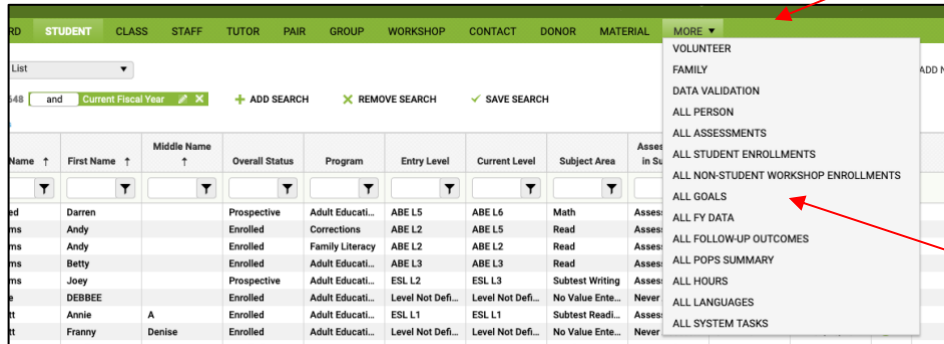 RD STUDENT CLASS STAFF TUTOR PAIR GROUP WORKSHOP CONTACT DONOR MATERIAL MORE ▼
VOLUNTEER
List
FAMILY
ADD N
DATA VALIDATION
648 and Current Fiscal Year + ADD SEARCH × REMOVE SEARCH ✓ SAVE SEARCH
ALL PERSON
ALL ASSESSMENTS
ALL STUDENT ENROLLMENTS
ALL NON-STUDENT WORKSHOP ENROLLMENTS
ALL GOALS
ALL FY DATA
ALL FOLLOW-UP OUTCOMES
ALL POPS SUMMARY
ALL HOURS
ALL LANGUAGES
ALL SYSTEM TASKS
Name ↑ First Name ↑ Middle Name ↑ Overall Status Program Entry Level Current Level Subject Area Asses in Su
ed Darren Prospective Adult Educati... ABE L5 ABE L6 Math Asses
ms Andy Enrolled Corrections ABE L2 ABE L5 Read Asses
ms Andy Enrolled Family Literacy ABE L2 ABE L2 Read Asses
ms Betty Enrolled Adult Educati... ABE L3 ABE L3 Read Asses
ms Joey Prospective Adult Educati... ESL L2 ESL L3 Subtest Writing Asses
e DEBBEE Enrolled Adult Educati... Level Not Defi... Level Not Defi... No Value Ente... Never
tt Annie A Enrolled Adult Educati... ESL L1 ESL L1 Subtest Readi... Asses
tt Franny Denise Enrolled Adult Educati... Level Not Defi... Level Not Defi... No Value Ente... Never